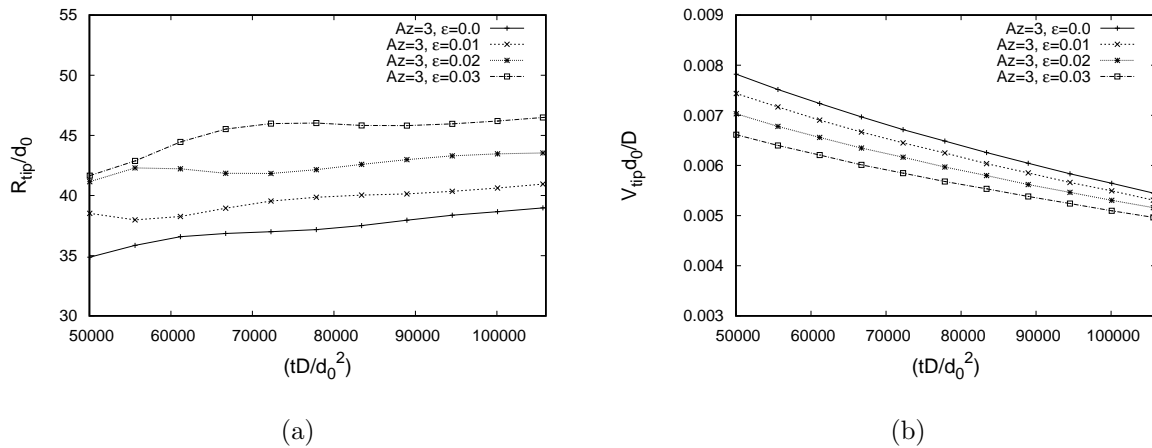 55
50
45
40
35
30
R_tip/d_0
50000 60000 70000 80000 90000 100000
(tD/d_0^2)
Az=3, ε=0.0
Az=3, ε=0.01
Az=3, ε=0.02
Az=3, ε=0.03
(a)
0.009
0.008
0.007
0.006
0.005
0.004
0.003
V_tip d_0/D
50000 60000 70000 80000 90000 100000
(tD/d_0^2)
Az=3, ε=0.0
Az=3, ε=0.01
Az=3, ε=0.02
Az=3, ε=0.03
(b)